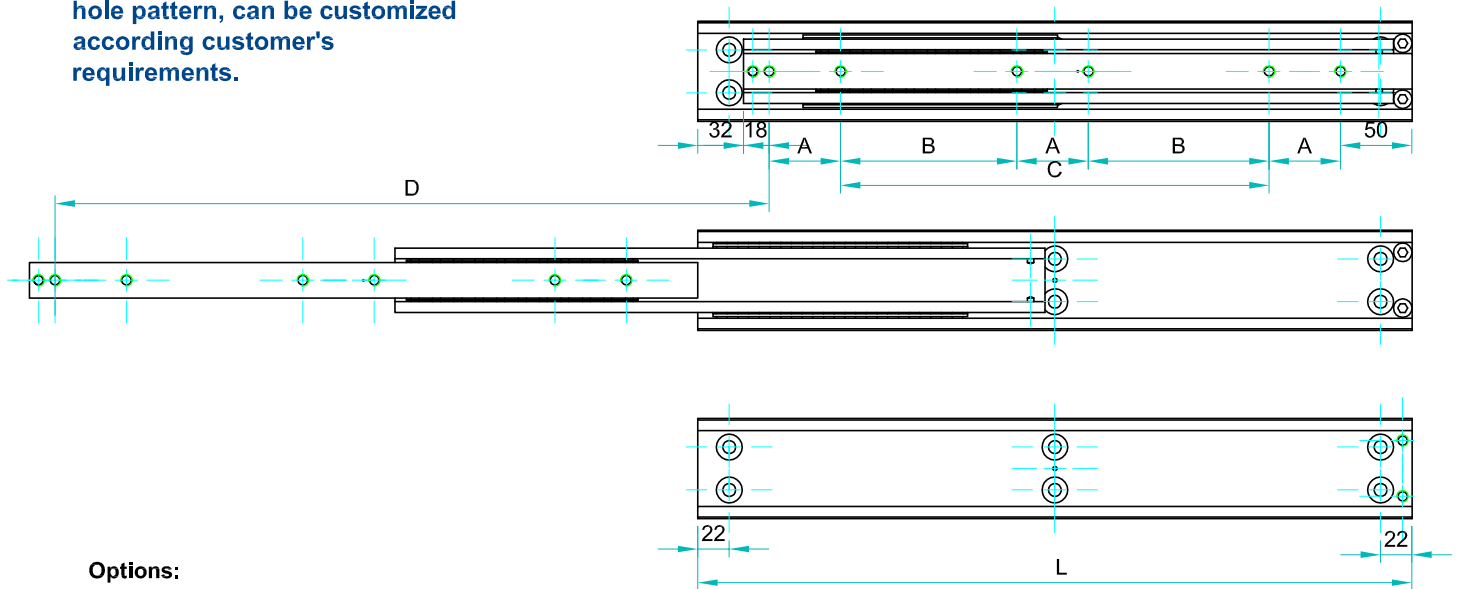 hole pattern, can be customized
according customer's
requirements.
32 18 50
A B A B A
C
D
22 22
L
Options: